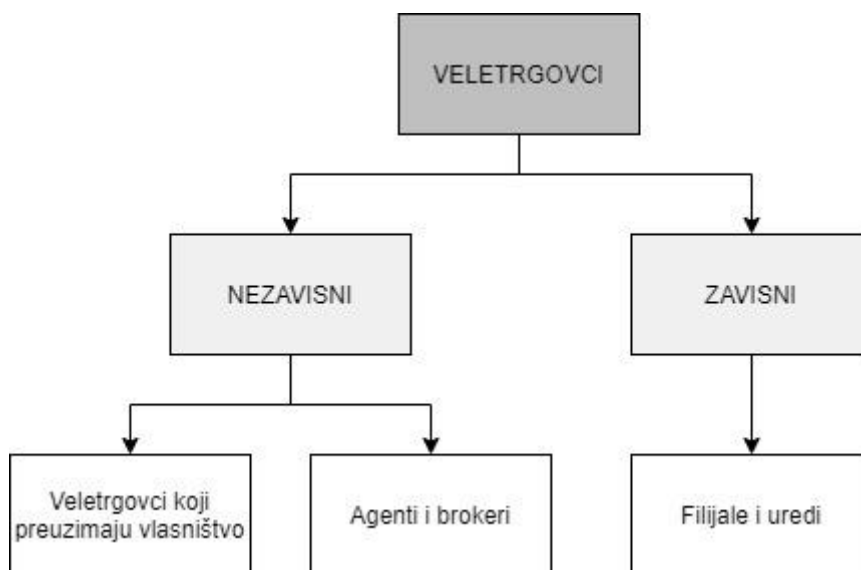 VELETRGOVCI
NEZAVISNI
ZAVISNI
Veletrgovci koji
preuzimaju vlasništvo
Agenti i brokeri
Filijale i uredi